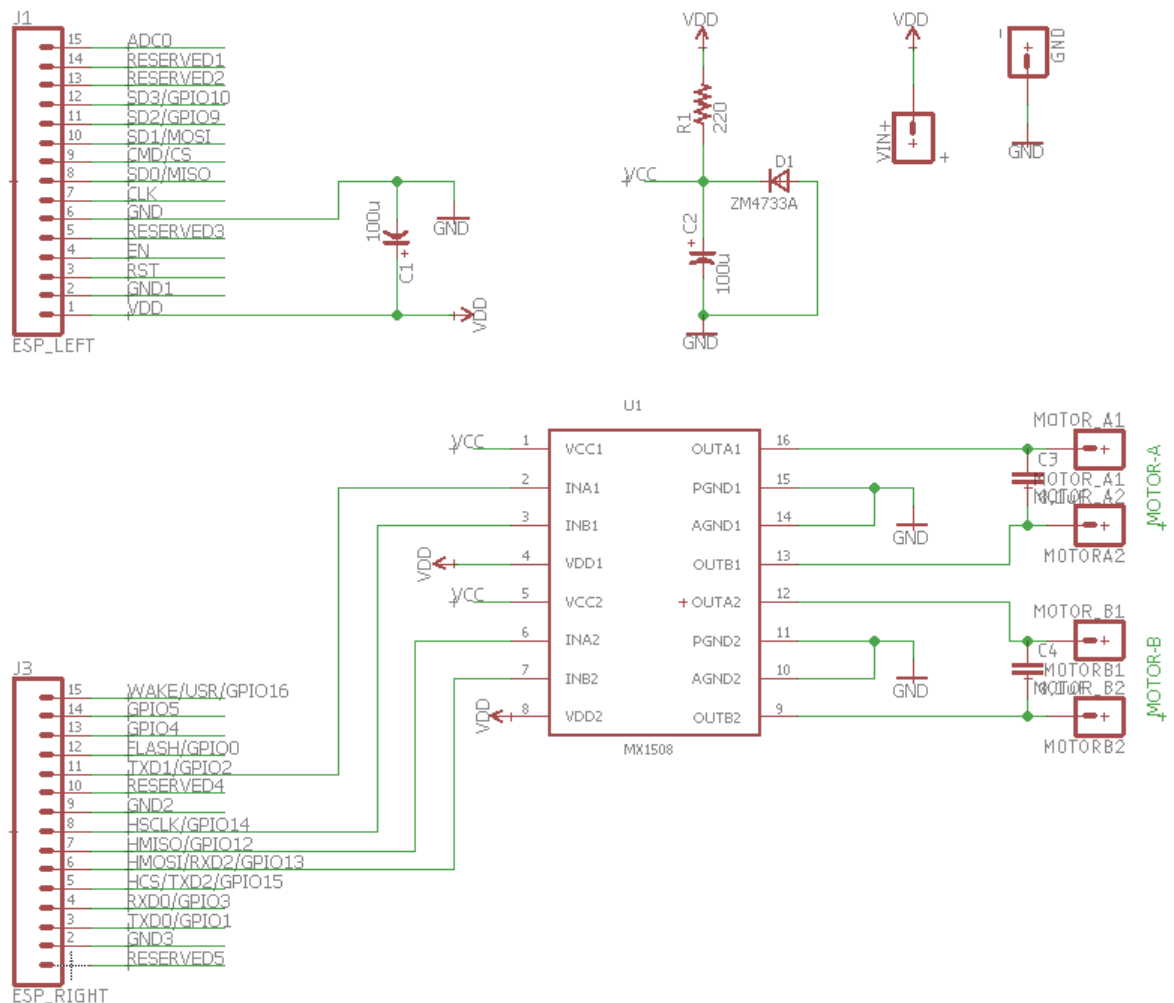 J1
15 ADC0
14 RESERVED1
13 RESERVED2
12 SD3/GPIO10
11 SD2/GPIO9
10 SD1/MOSI
9 CMD/CS
8 SD0/MISO
7 CLK
6 GND
5 RESERVED3
4 EN
3 RST
2 GND1
1 VDD
ESP_LEFT
100u
C1
+
GND
VDD
VDD
R1
220
VCC
D1
ZM4733A
C2
+
100u
GND
VDD
VIN+
+
-
+
GND
GND
U1
VCC 1 VCC1
2 INA1
3 INB1
VDD 4 VDD1
VCC 5 VCC2
6 INA2
7 INB2
VDD 8 VDD2
OUTA1 16
PGND1 15
AGND1 14
OUTB1 13
+ OUTA2 12
PGND2 11
AGND2 10
OUTB2 9
MX1508
GND
GND
MOTOR_A1
+
C3
MOTOR_A1
MOTOR_A2
0,1uF
+
MOTORA2
MOTOR-A
MOTOR_B1
+
C4
MOTORB1
MOTOR_B2
0,1uF
+
MOTORB2
MOTOR-B
J3
15 WAKE/USR/GPIO16
14 GPIO5
13 GPIO4
12 FLASH/GPIO0
11 TXD1/GPIO2
10 RESERVED4
9 GND2
8 HSCLK/GPIO14
7 HMISO/GPIO12
6 HMOSI/RXD2/GPIO13
5 HCS/TXD2/GPIO15
4 RXD0/GPIO3
3 TXD0/GPIO1
2 GND3
RESERVED5
ESP_RIGHT